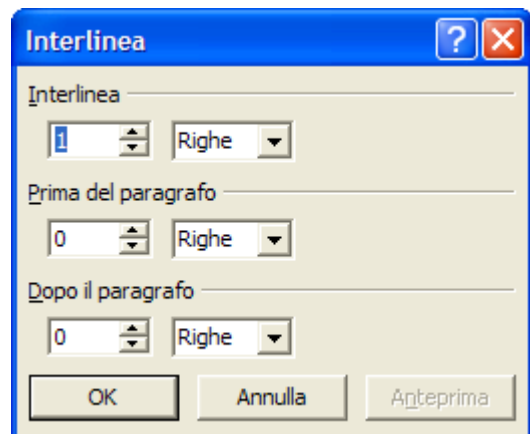 Interlinea
Interlinea
1 Righe
Prima del paragrafo
0 Righe
Dopo il paragrafo
0 Righe
OK Annulla Anteprima